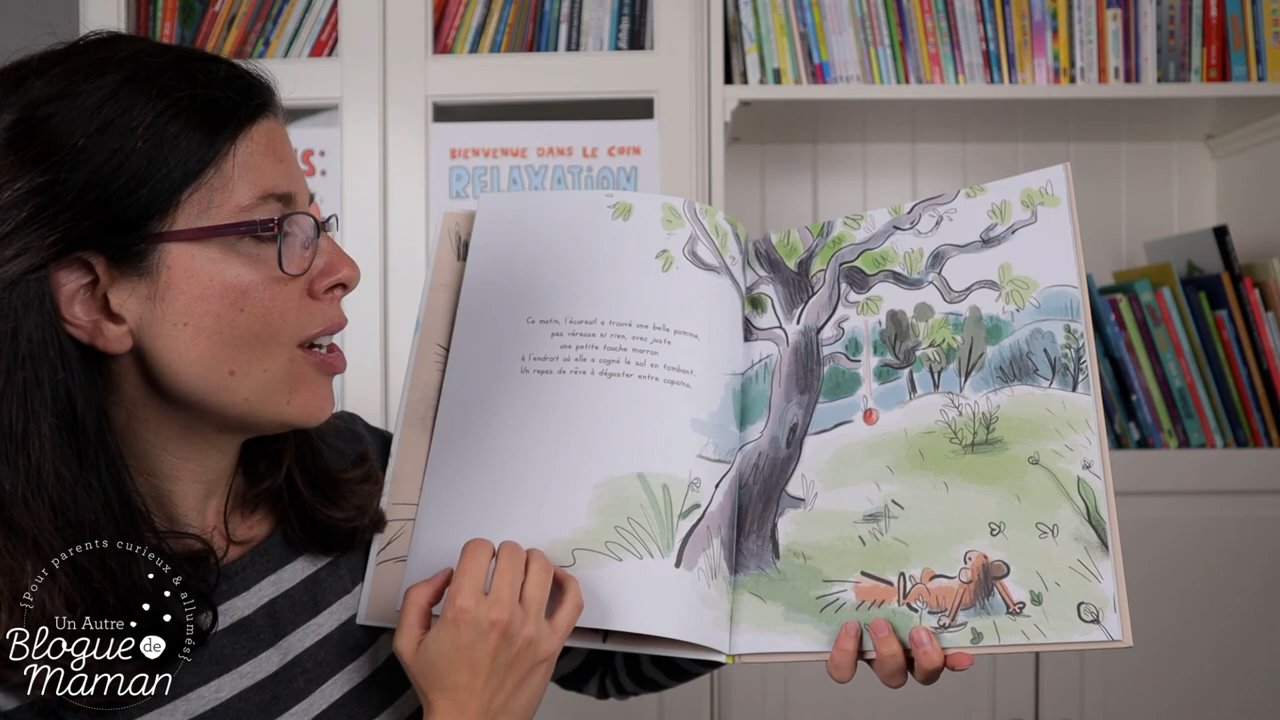 BIENVENUE DANS LE COIN
RELAXATION
Ce matin, l'écureuil a trouvé une belle pomme,
pas véreuse ni rien, avec juste
une petite touche marron
à l'endroit où elle a cogné le sol en tombant.
Un repas de rêve à déguster entre copains.
{Pour parents curieux & allumés}
Un Autre
Blogue de
Maman